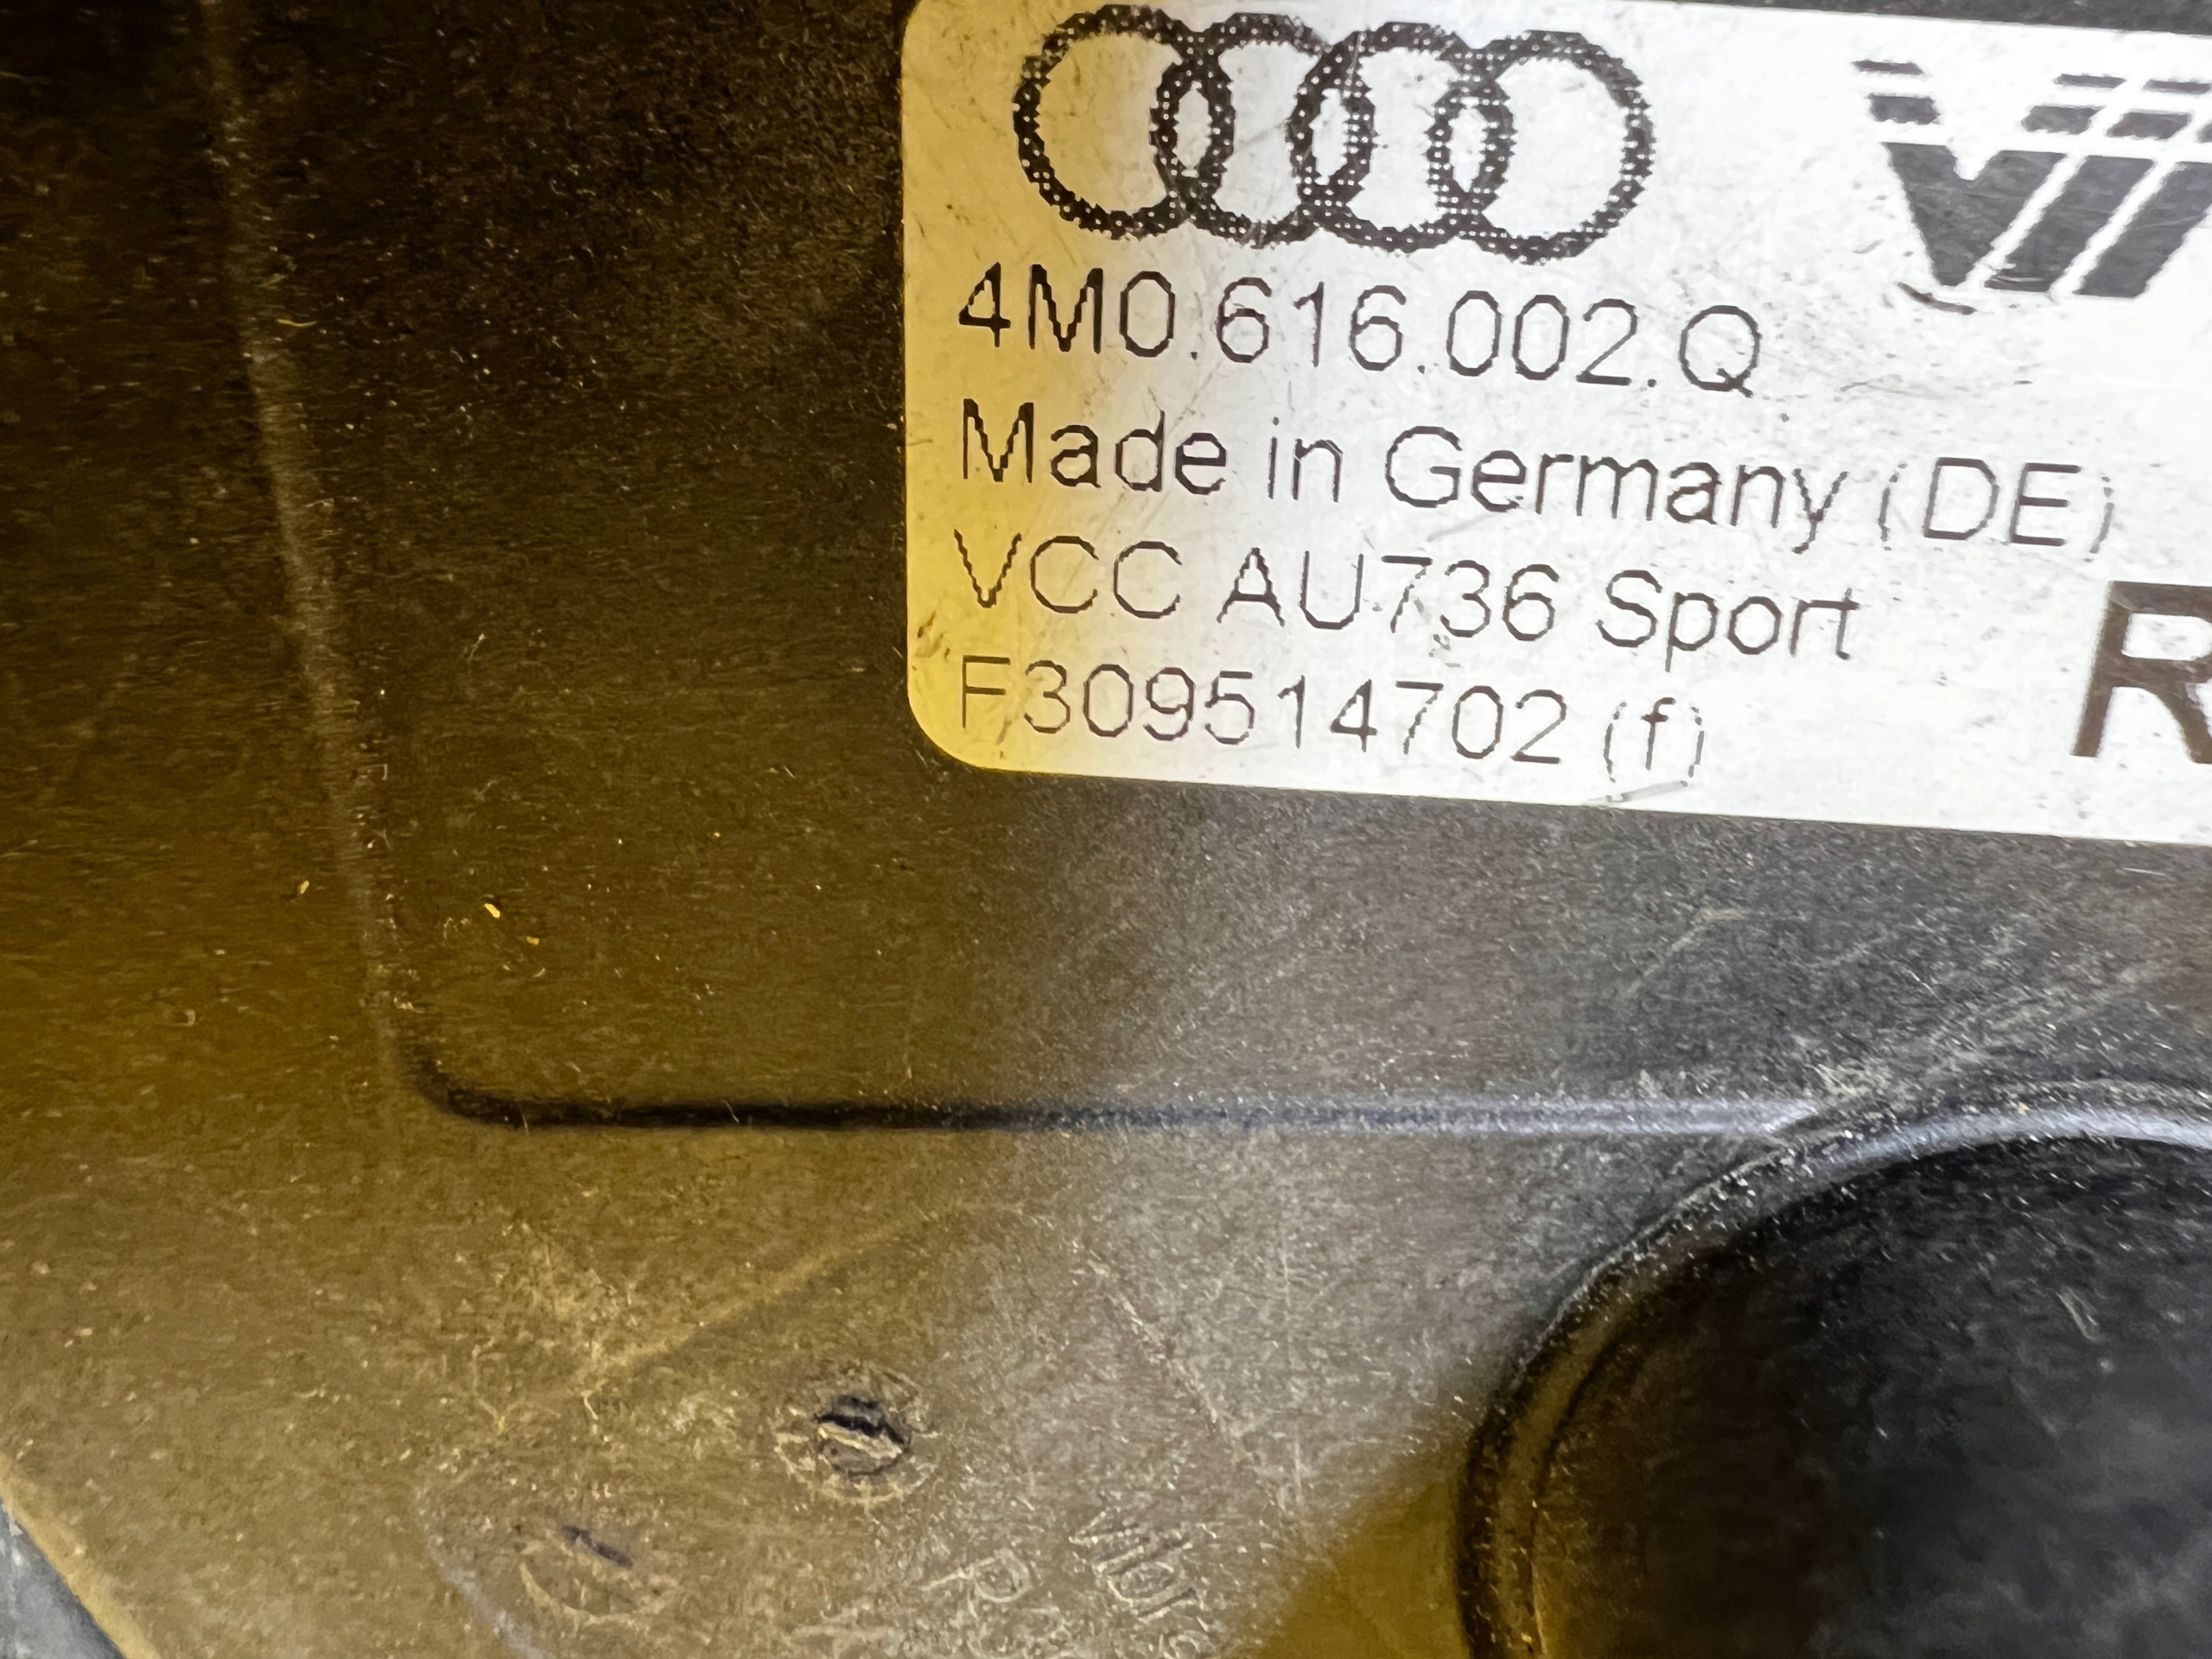 4M0.616.002.Q
Made in Germany (DE)
VCC AU736 Sport
R
F309514702 (f)